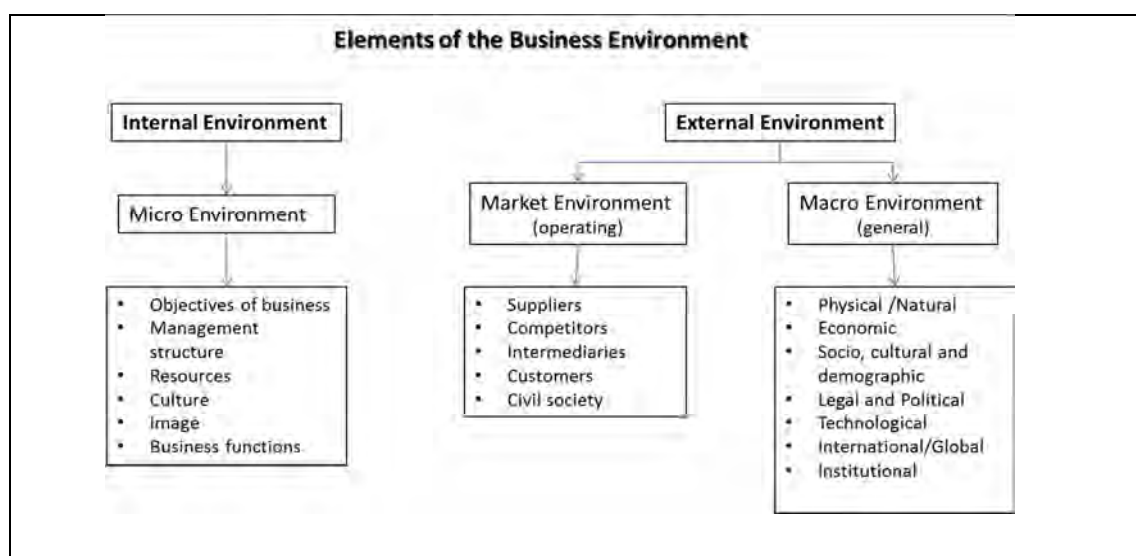 Elements of the Business Environment
Internal Environment
External Environment
Micro Environment
Market Environment
(operating)
Macro Environment
(general)
• Objectives of business
• Management
structure
• Resources
• Culture
• Image
• Business functions
• Suppliers
• Competitors
• Intermediaries
• Customers
• Civil society
• Physical /Natural
• Economic
• Socio, cultural and
demographic
• Legal and Political
• Technological
• International/Global
• Institutional